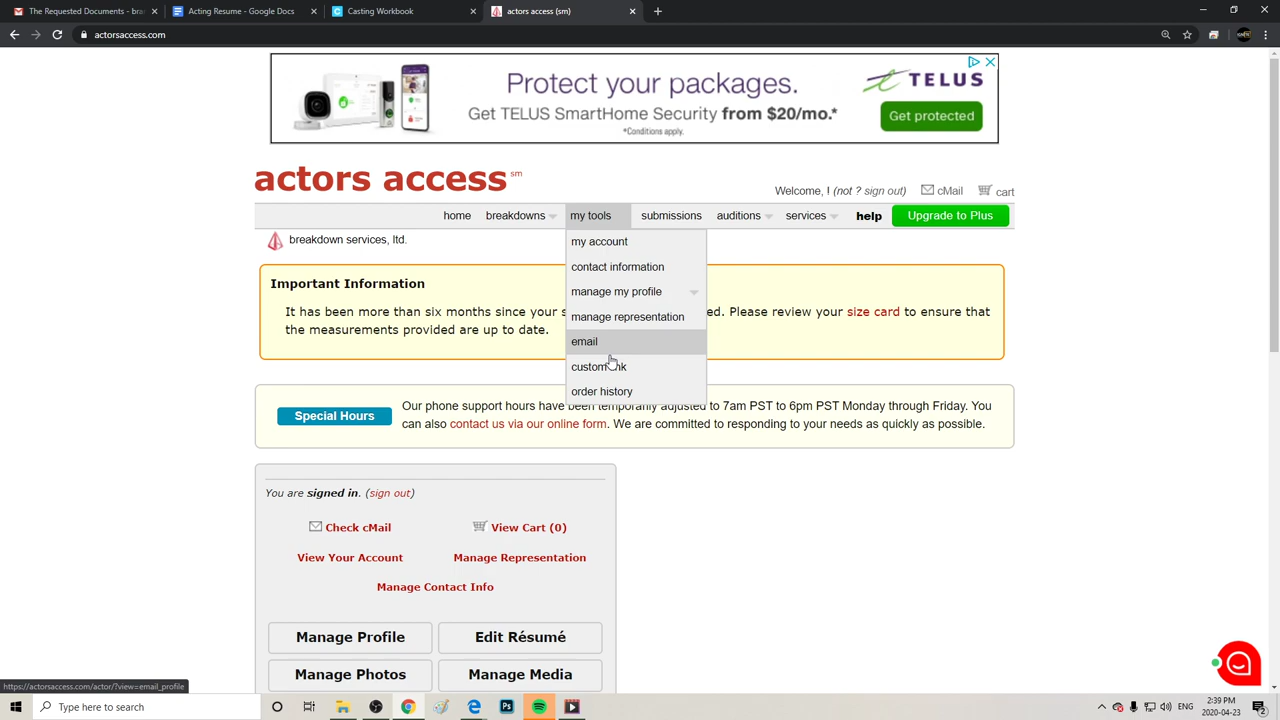 The Requested Documents - br
Acting Resume - Google Docs
Casting Workbook
actors access (sm)
actorsaccess.com
Protect your packages.
Get TELUS SmartHome Security from $20/mo.*
*Conditions apply.
TELUS
Get protected
actors access sm
Welcome, ! (not ? sign out)
cMail
cart
home
breakdowns
my tools
submissions
auditions
services
help
Upgrade to Plus
breakdown services, ltd.
my account
contact information
manage my profile
manage representation
email
order history
Important Information
It has been more than six months since your s
ed. Please review your size card to ensure that
the measurements provided are up to date.
Special Hours
Our phone support hours have been temporarily adjusted to 7am PST to 6pm PST Monday through Friday. You
can also contact us via our online form. We are committed to responding to your needs as quickly as possible.
You are signed in. (sign out)
Check cMail
View Cart (0)
View Your Account
Manage Representation
Manage Contact Info
Manage Profile
Edit Résumé
Manage Photos
Manage Media
https://actorsaccess.com/actor/?view=email_profile
Type here to search
ENG
2:39 PM
2020-04-23